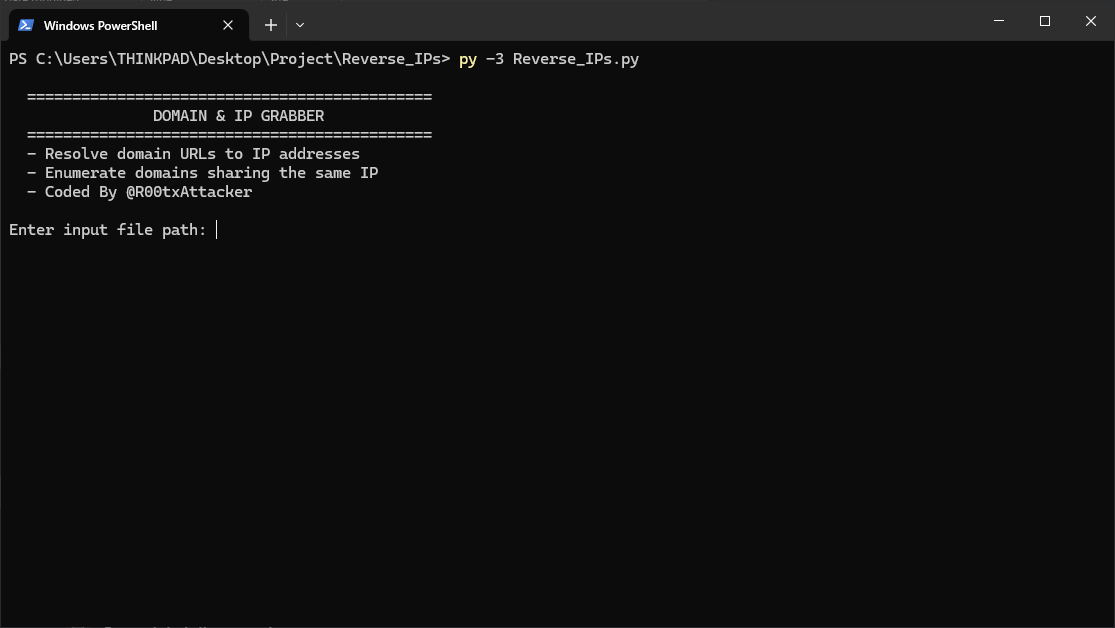 Windows PowerShell
PS C:\Users\THINKPAD\Desktop\Project\Reverse_IPs> py -3 Reverse_IPs.py
=============================================
DOMAIN & IP GRABBER
=============================================
- Resolve domain URLs to IP addresses
- Enumerate domains sharing the same IP
- Coded By @R00txAttacker
Enter input file path: